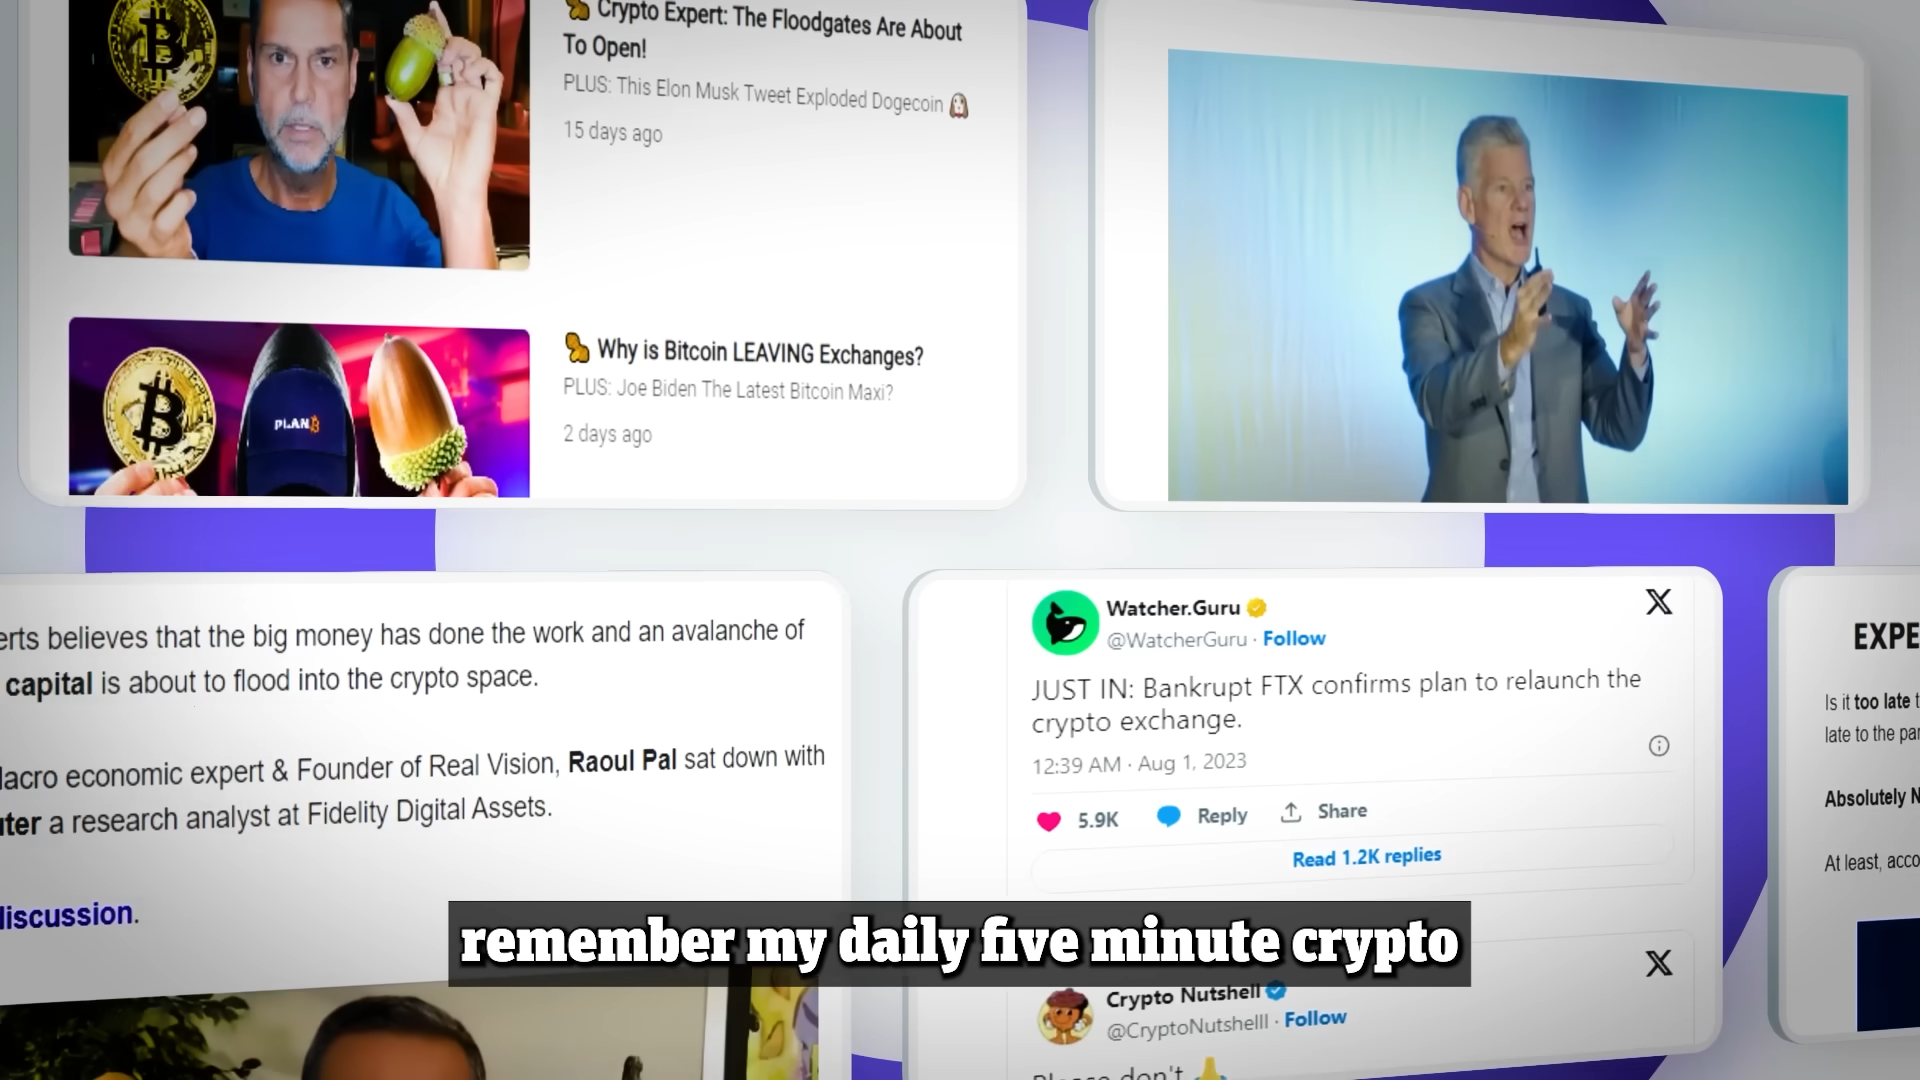 Crypto Expert: The Floodgates Are About
To Open!
PLUS: This Elon Musk Tweet Exploded Dogecoin
15 days ago
PLAN₿
Why is Bitcoin LEAVING Exchanges?
PLUS: Joe Biden The Latest Bitcoin Maxi?
2 days ago
erts believes that the big money has done the work and an avalanche of
capital is about to flood into the crypto space.
acro economic expert & Founder of Real Vision, Raoul Pal sat down with
ter a research analyst at Fidelity Digital Assets.
discussion.
Watcher.Guru
@WatcherGuru · Follow
JUST IN: Bankrupt FTX confirms plan to relaunch the
crypto exchange.
12:39 AM · Aug 1, 2023
5.9K Reply Share
Read 1.2K replies
Crypto Nutshell
@CryptoNutshelll · Follow
Please don't
EXPE
Is it too late t
late to the par
Absolutely N
At least, acco
remember my daily five minute crypto